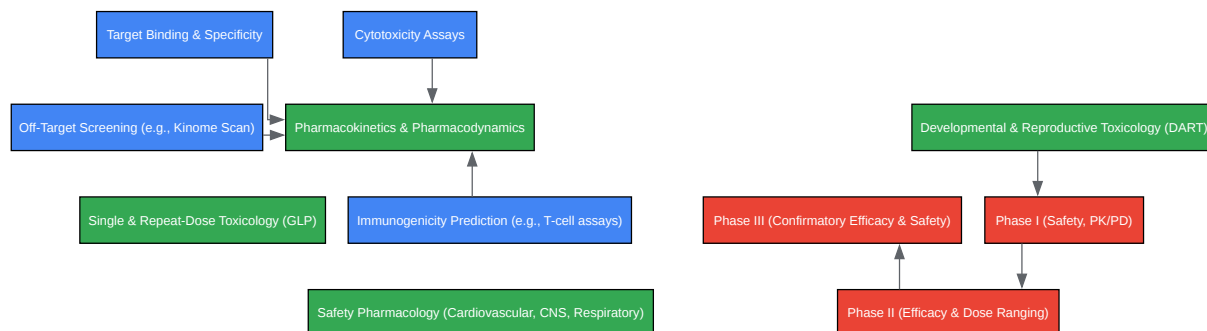 Target Binding & Specificity
Cytotoxicity Assays
Off-Target Screening (e.g., Kinome Scan)
Pharmacokinetics & Pharmacodynamics
Developmental & Reproductive Toxicology (DART)
Single & Repeat-Dose Toxicology (GLP)
Immunogenicity Prediction (e.g., T-cell assays)
Phase III (Confirmatory Efficacy & Safety)
Phase I (Safety, PK/PD)
Safety Pharmacology (Cardiovascular, CNS, Respiratory)
Phase II (Efficacy & Dose Ranging)